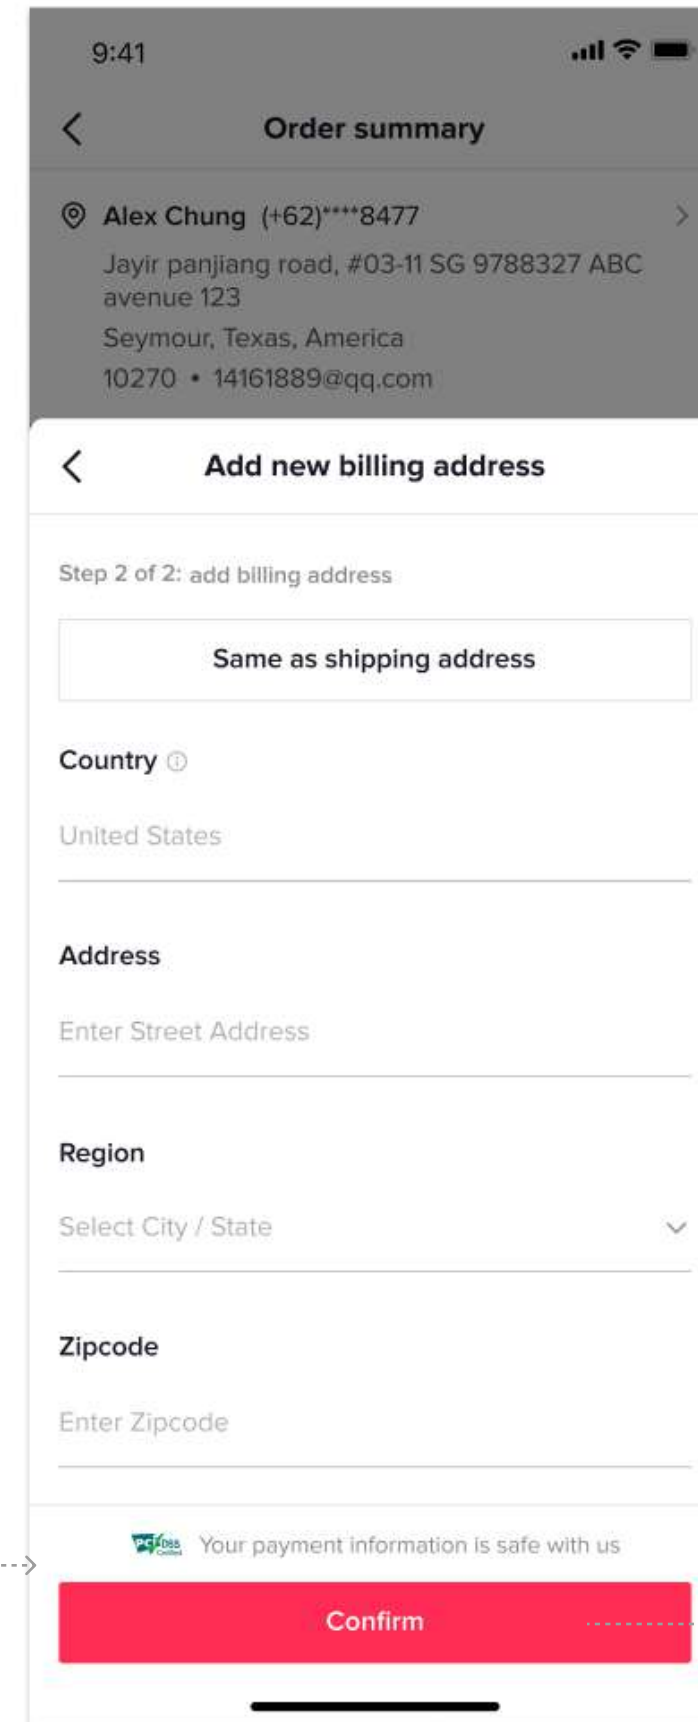 9:41
Order summary
Alex Chung (+62)****8477
Jayir panjiang road, #03-11 SG 9788327 ABC
avenue 123
Seymour, Texas, America
10270 • 14161889@qq.com
Add new billing address
Step 2 of 2: add billing address
Same as shipping address
Country
United States
Address
Enter Street Address
Region
Select City / State
Zipcode
Enter Zipcode
Your payment information is safe with us
Confirm